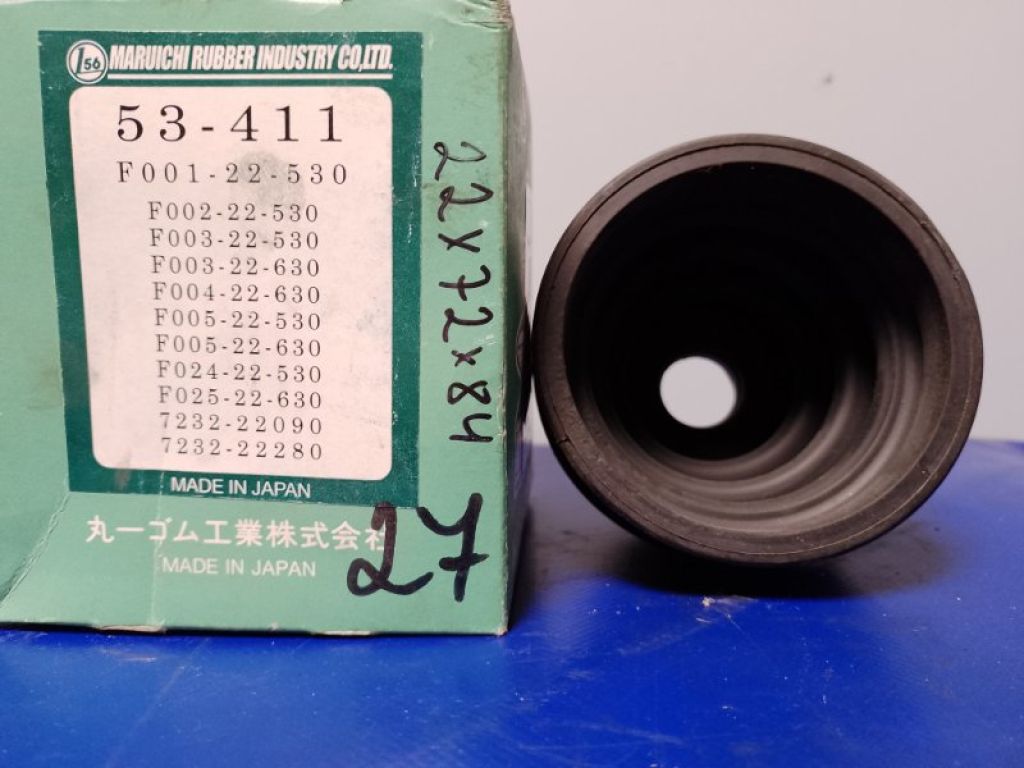 1 56 MARUICHI RUBBER INDUSTRY CO,LTD.
53-411
F001-22-530
F002-22-530
F003-22-530
F003-22-630
F004-22-630
F005-22-530
F005-22-630
F024-22-530
F025-22-630
7232-22090
7232-22280
MADE IN JAPAN
丸一ゴム工業株式会社
MADE IN JAPAN
22x72x84
27